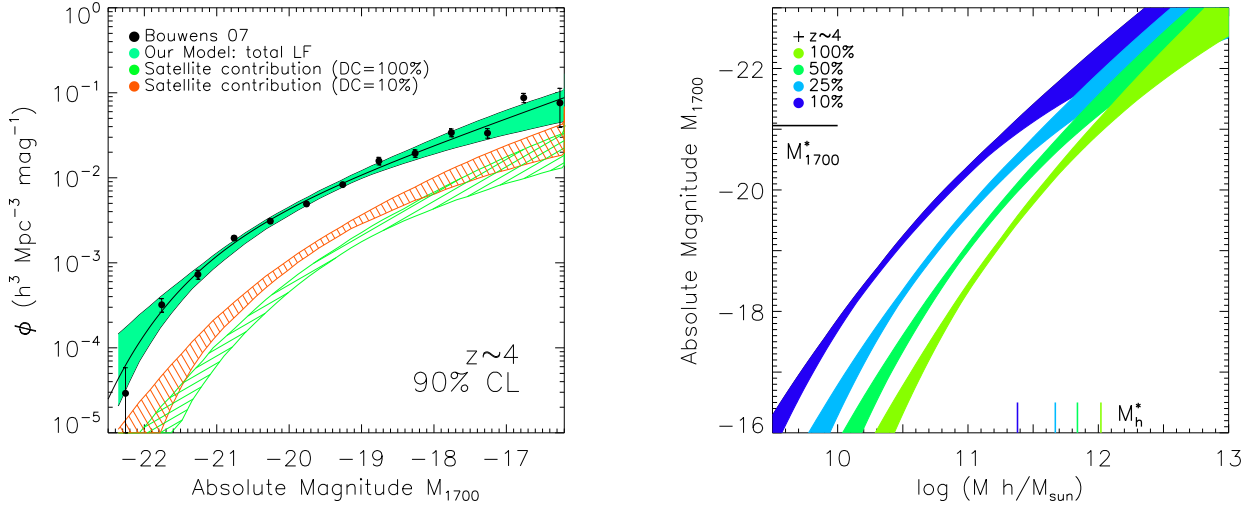 10⁰
10⁻¹
10⁻²
10⁻³
10⁻⁴
10⁻⁵
ϕ (h³ Mpc⁻³ mag⁻¹)
Bouwens 07
Our Model: total LF
Satellite contribution (DC=100%)
Satellite contribution (DC=10%)
z~4
90% CL
−22 −21 −20 −19 −18 −17
Absolute Magnitude M₁₇₀₀
−22
−20
−18
−16
Absolute Magnitude M₁₇₀₀
+ z~4
100%
50%
25%
10%
M*₁₇₀₀
M*ₕ
10 11 12 13
log (M h/Mₛᵤₙ)